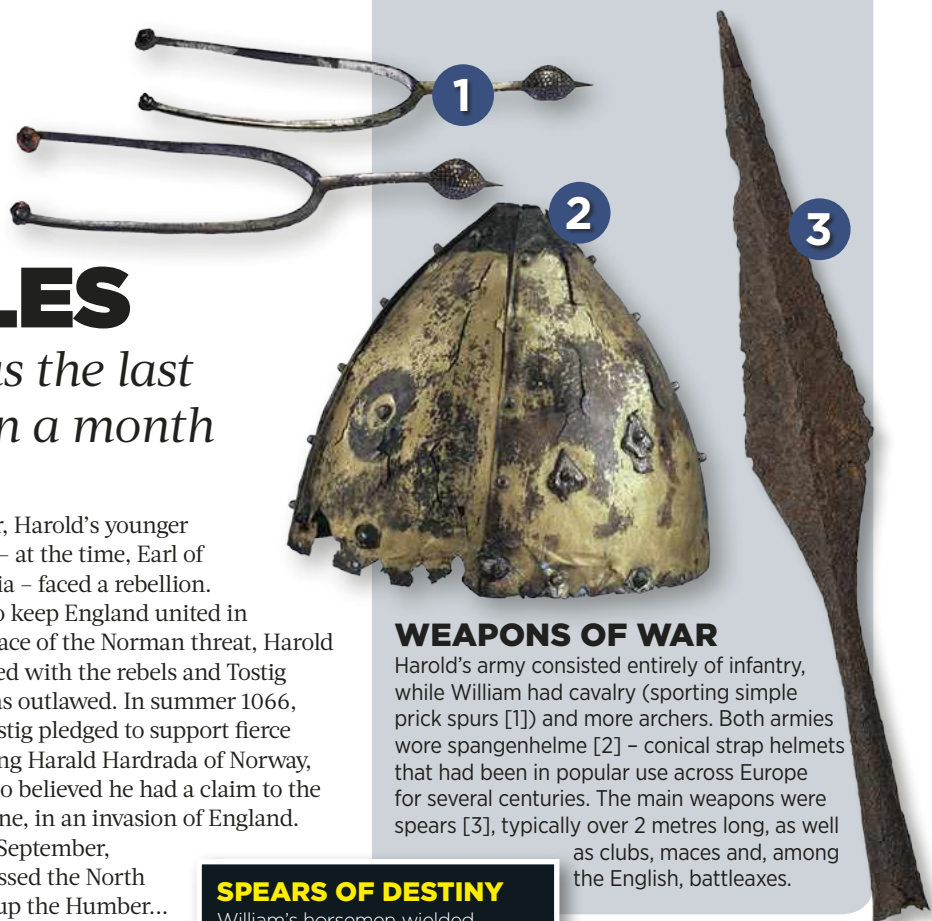 1
2
3
LES
the last
a month
Harold's younger
– at the time, Earl of
– faced a rebellion.
keep England united in
of the Norman threat, Harold
with the rebels and Tostig
outlawed. In summer 1066,
pledged to support fierce
Harald Hardrada of Norway,
believed he had a claim to the
in an invasion of England.
September,
the North
up the Humber...
WEAPONS OF WAR
Harold's army consisted entirely of infantry,
while William had cavalry (sporting simple
prick spurs [1]) and more archers. Both armies
wore spangenhelme [2] – conical strap helmets
that had been in popular use across Europe
for several centuries. The main weapons were
spears [3], typically over 2 metres long, as well
as clubs, maces and, among
the English, battleaxes.
SPEARS OF DESTINY
William's horsemen wielded